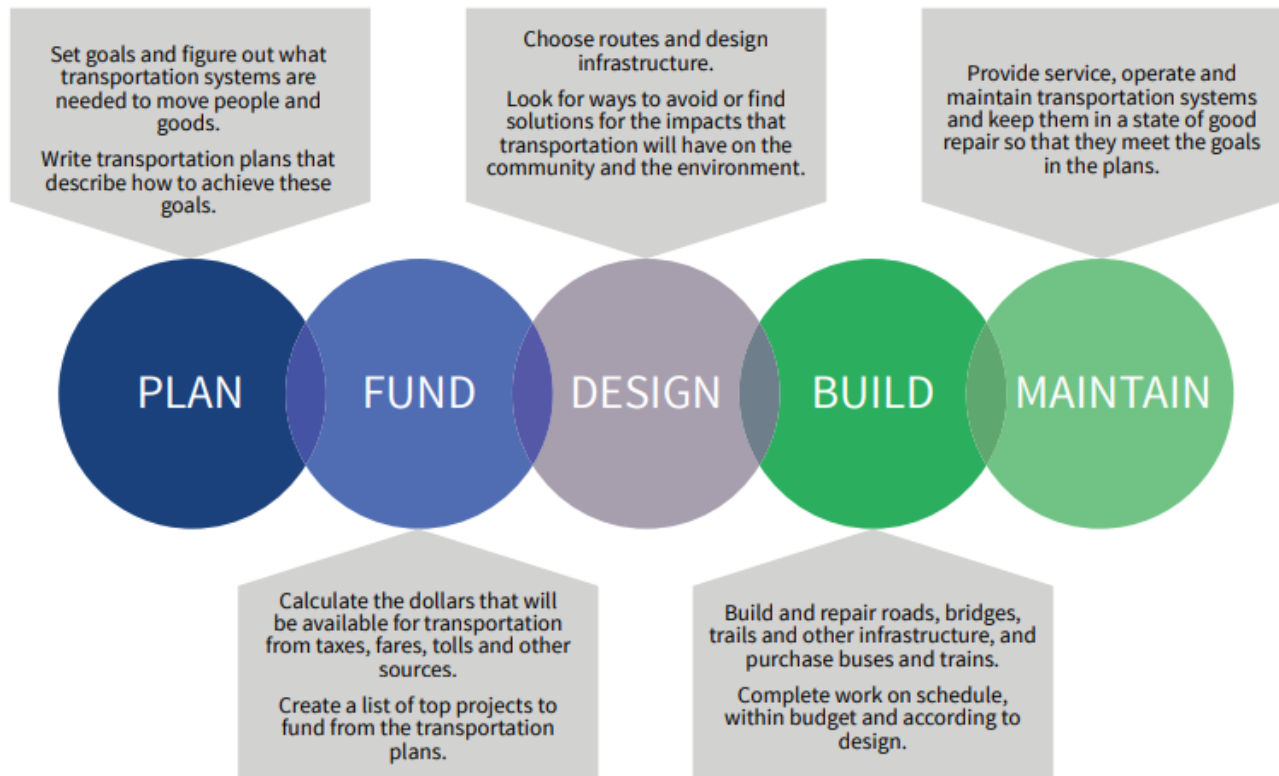 Set goals and figure out what
transportation systems are
needed to move people and
goods.
Write transportation plans that
describe how to achieve these
goals.
Choose routes and design
infrastructure.
Look for ways to avoid or find
solutions for the impacts that
transportation will have on the
community and the environment.
Provide service, operate and
maintain transportation systems
and keep them in a state of good
repair so that they meet the goals
in the plans.
PLAN
FUND
DESIGN
BUILD
MAINTAIN
Calculate the dollars that will
be available for transportation
from taxes, fares, tolls and other
sources.
Create a list of top projects to
fund from the transportation
plans.
Build and repair roads, bridges,
trails and other infrastructure, and
purchase buses and trains.
Complete work on schedule,
within budget and according to
design.